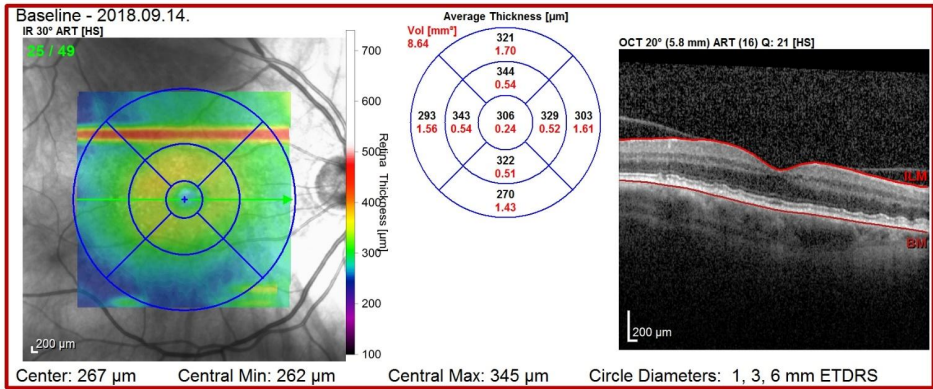 Baseline - 2018.09.14.
IR 30° ART [HS]
25 / 49
200 µm
700
600
500
400
300
200
100
Retina Thickness [µm]
Average Thickness [µm]
Vol [mm³]
8.64
321
1.70
344
0.54
293 343 306 329 303
1.56 0.54 0.24 0.52 1.61
322
0.51
270
1.43
OCT 20° (5.8 mm) ART (16) Q: 21 [HS]
ILM
BM
200 µm
Center: 267 µm Central Min: 262 µm Central Max: 345 µm Circle Diameters: 1, 3, 6 mm ETDRS